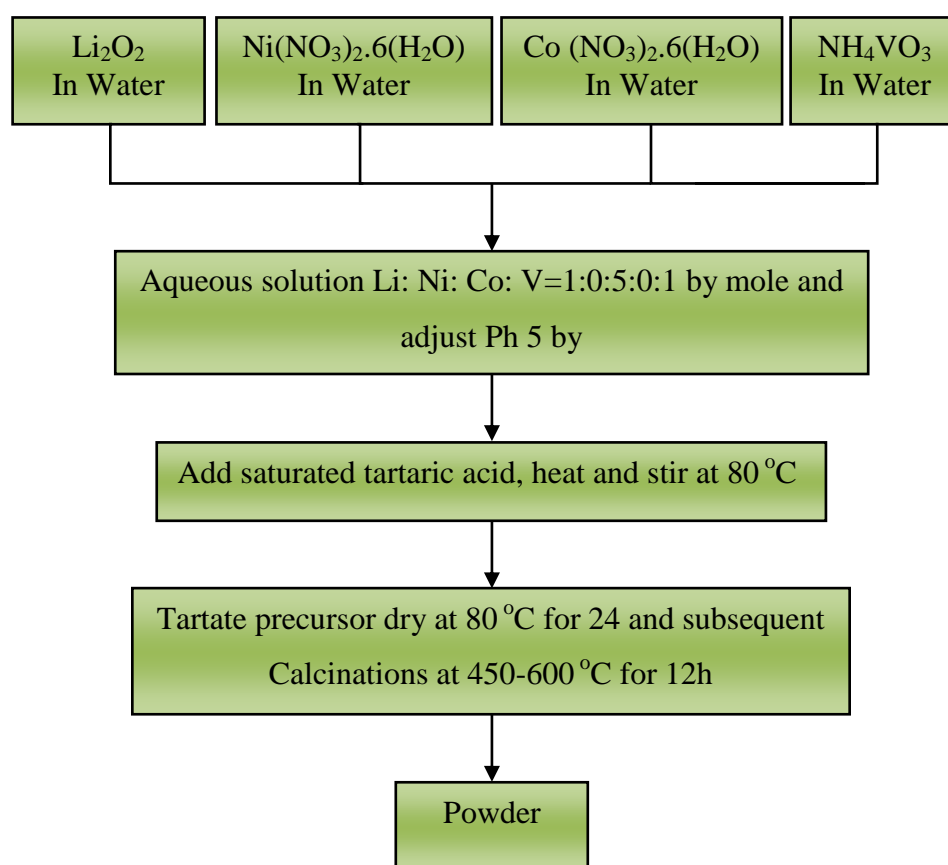 Li₂O₂
In Water
Ni(NO₃)₂.6(H₂O)
In Water
Co (NO₃)₂.6(H₂O)
In Water
NH₄VO₃
In Water
Aqueous solution Li: Ni: Co: V=1:0:5:0:1 by mole and
adjust Ph 5 by
Add saturated tartaric acid, heat and stir at 80 °C
Tartate precursor dry at 80 °C for 24 and subsequent
Calcinations at 450-600 °C for 12h
Powder